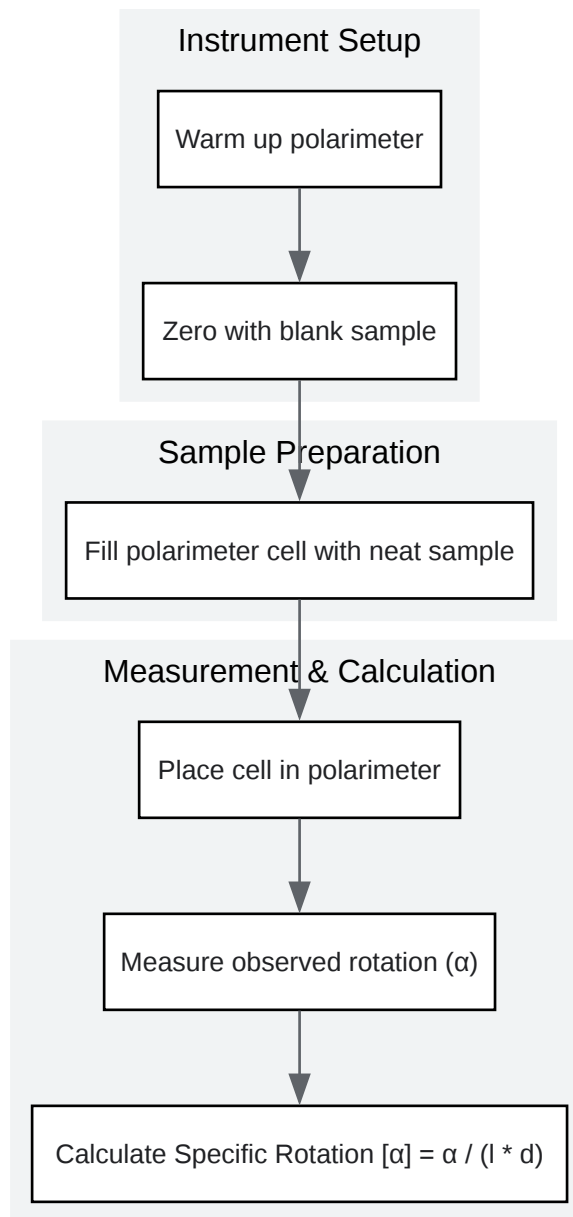 Instrument Setup
Warm up polarimeter
Zero with blank sample
Sample Preparation
Fill polarimeter cell with neat sample
Measurement & Calculation
Place cell in polarimeter
Measure observed rotation (α)
Calculate Specific Rotation [α] = α / (l * d)